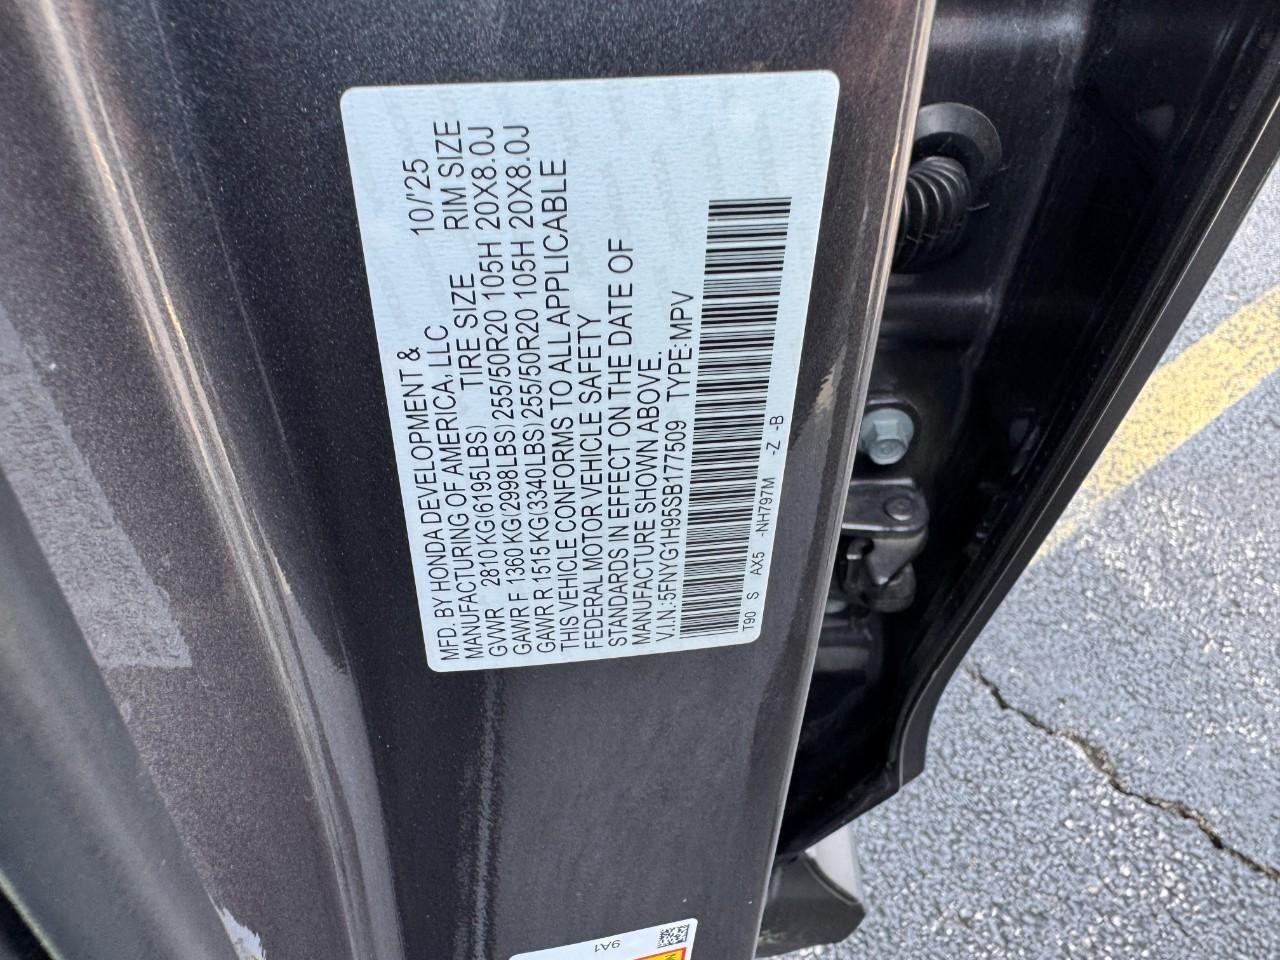 MFD. BY HONDA DEVELOPMENT & 10/'25
MANUFACTURING OF AMERICA, LLC
TIRE SIZE RIM SIZE
GVWR 2810 KG(6195LBS)
GAWR F 1360 KG(2998LBS) 255/50R20 105H 20X8.0J
GAWR R 1515 KG(3340LBS) 255/50R20 105H 20X8.0J
THIS VEHICLE CONFORMS TO ALL APPLICABLE
FEDERAL MOTOR VEHICLE SAFETY
STANDARDS IN EFFECT ON THE DATE OF
MANUFACTURE SHOWN ABOVE.
V.I.N.:5FNYG1H95SB177509 TYPE:MPV
T90 S AX5 -NH797M -Z -B
9A1